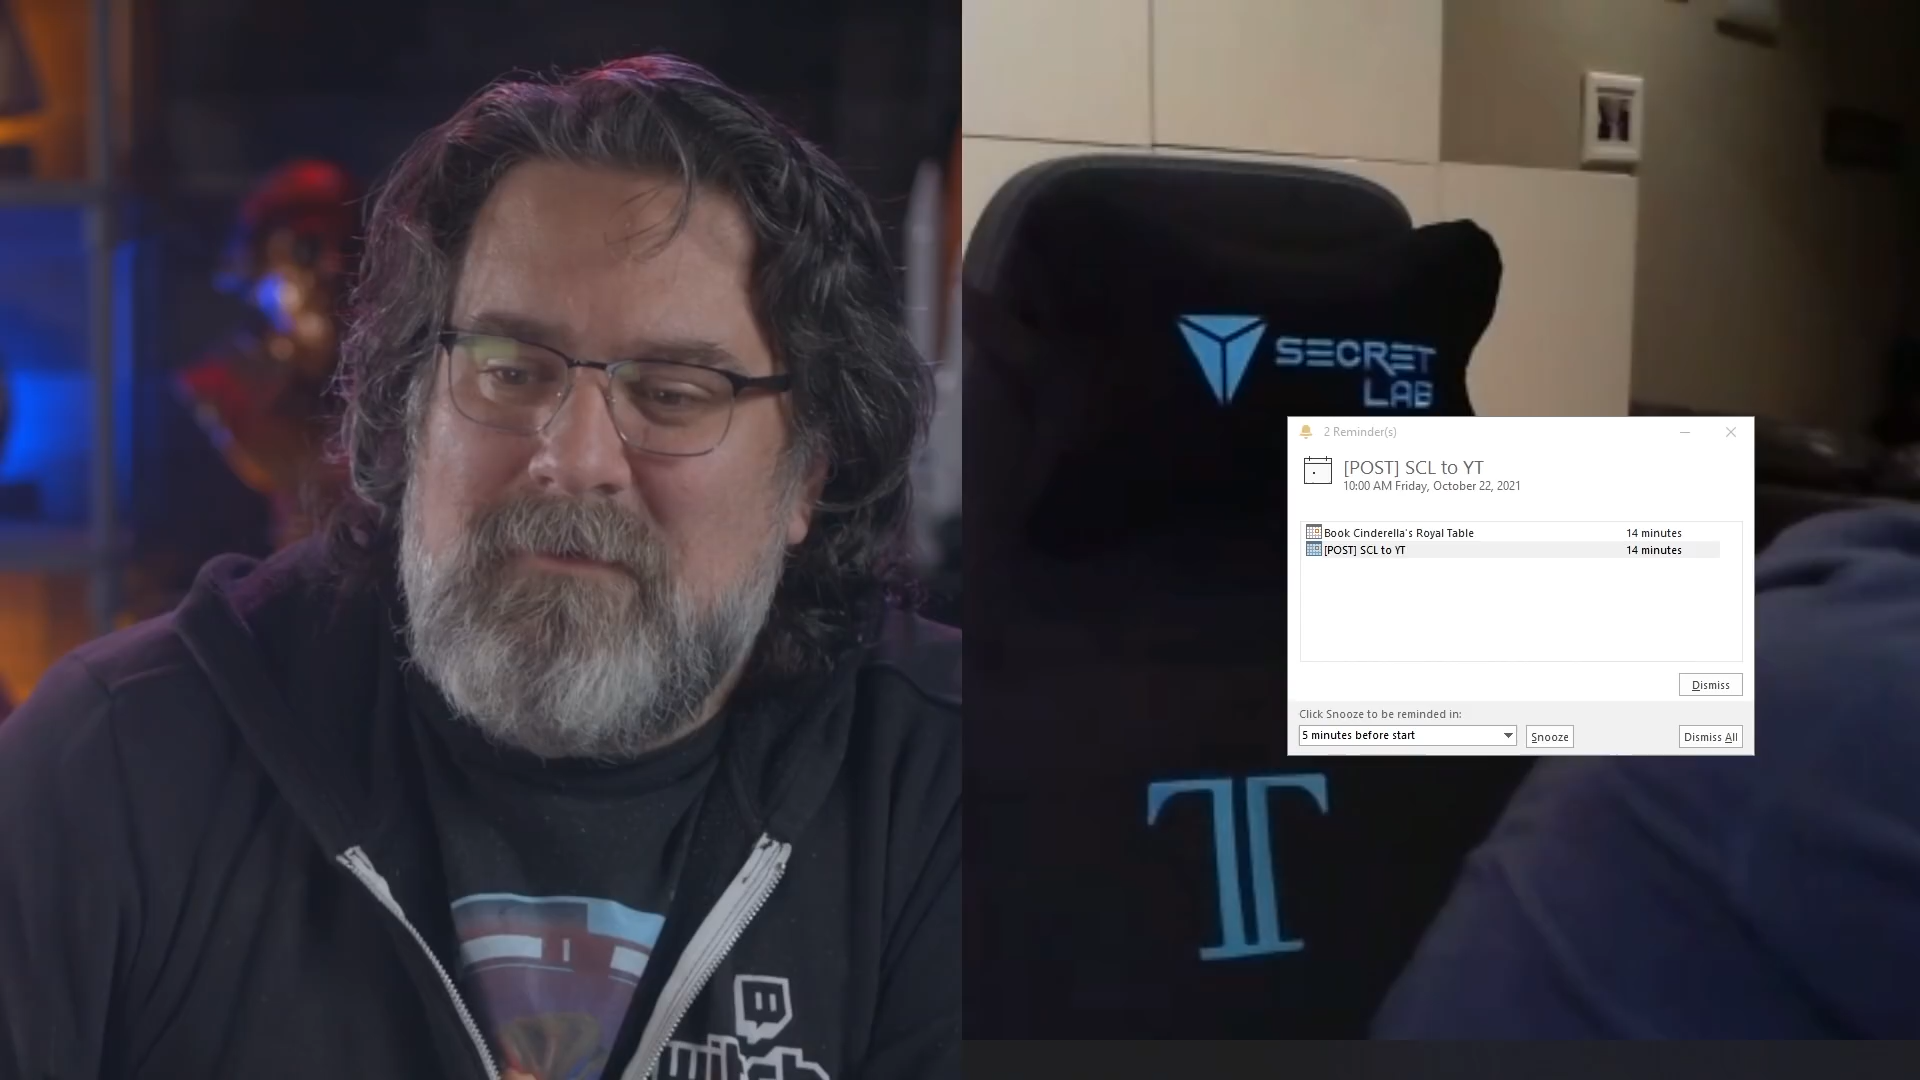 SECRET
LAB
2 Reminder(s)
[POST] SCL to YT
10:00 AM Friday, October 22, 2021
Book Cinderella's Royal Table 14 minutes
[POST] SCL to YT 14 minutes
Dismiss
Click Snooze to be reminded in:
5 minutes before start
Snooze
Dismiss All
T
twitch